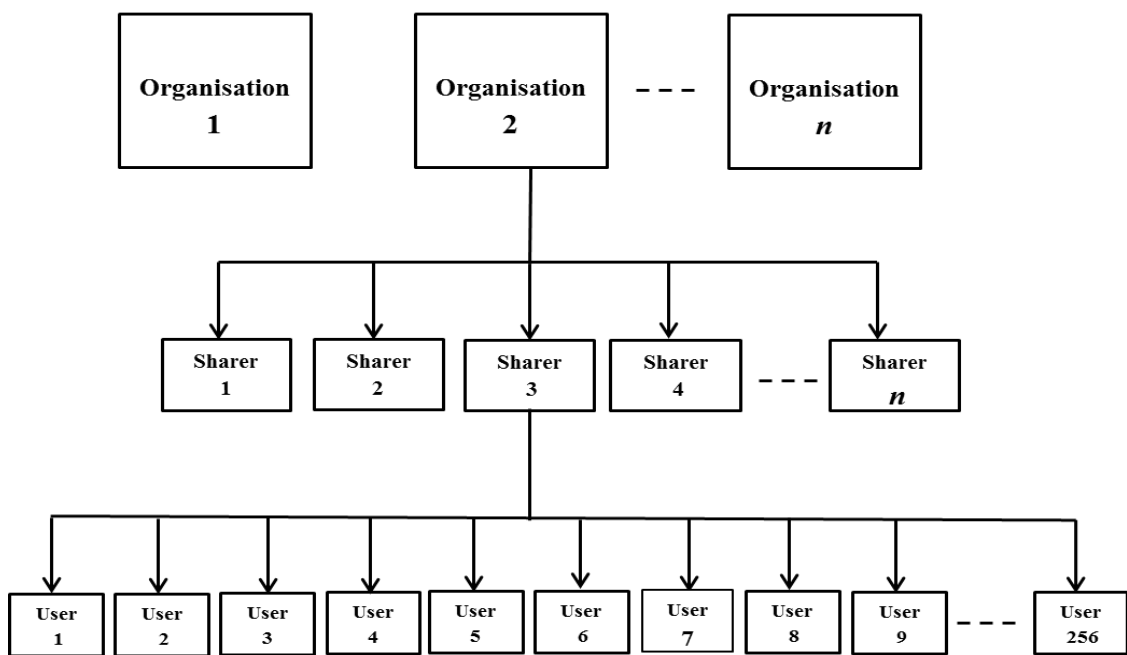 Organisation
1
Organisation
2
Organisation
n
Sharer
1
Sharer
2
Sharer
3
Sharer
4
Sharer
n
User
1
User
2
User
3
User
4
User
5
User
6
User
7
User
8
User
9
User
256